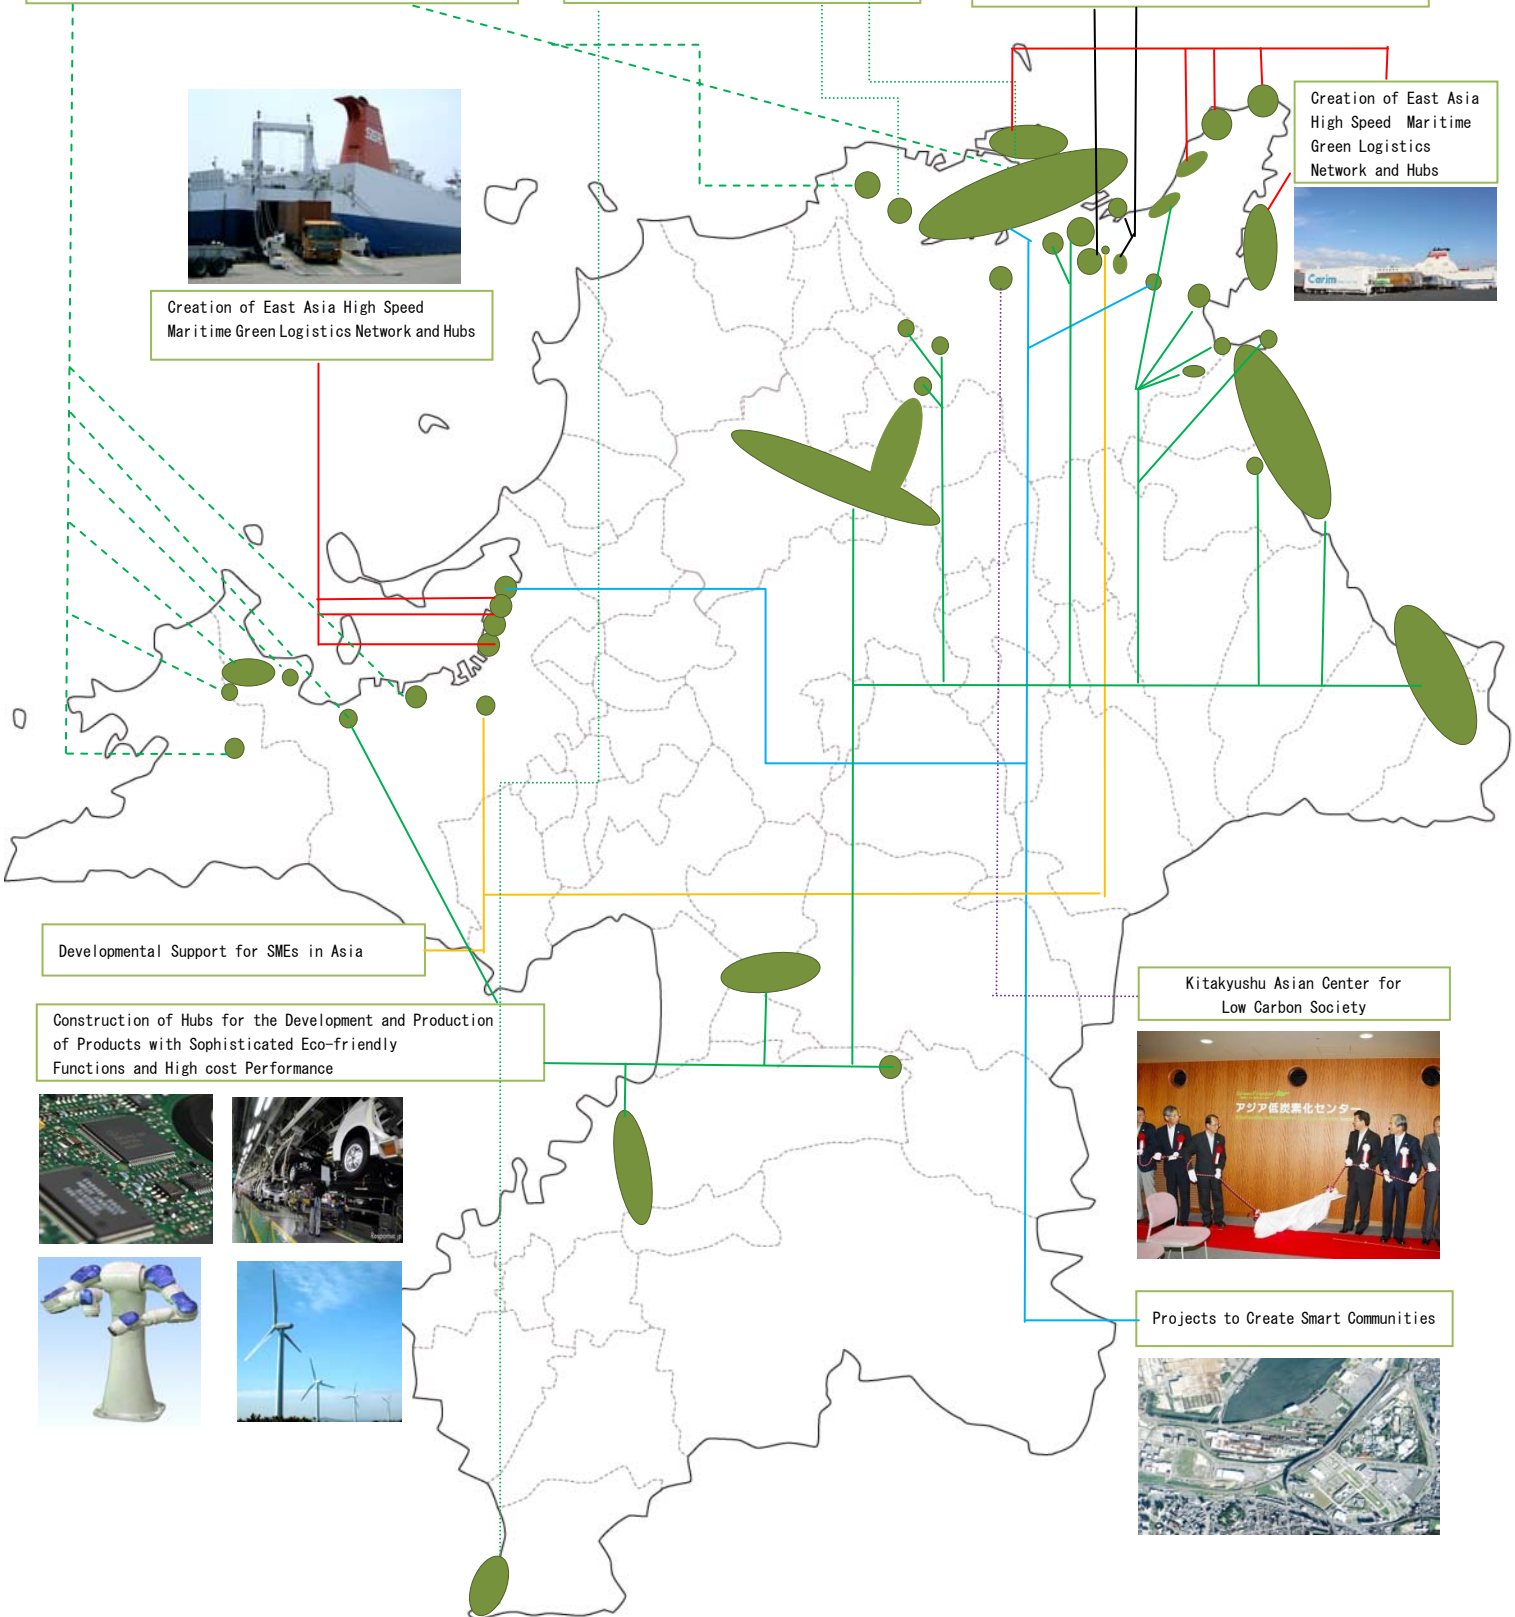 Creation of East Asia
High Speed Maritime
Green Logistics
Network and Hubs
Carim
Creation of East Asia High Speed
Maritime Green Logistics Network and Hubs
Developmental Support for SMEs in Asia
Kitakyushu Asian Center for
Low Carbon Society
Construction of Hubs for the Development and Production
of Products with Sophisticated Eco-friendly
Functions and High cost Performance
アジア低炭素化センター
Response.jp
Projects to Create Smart Communities